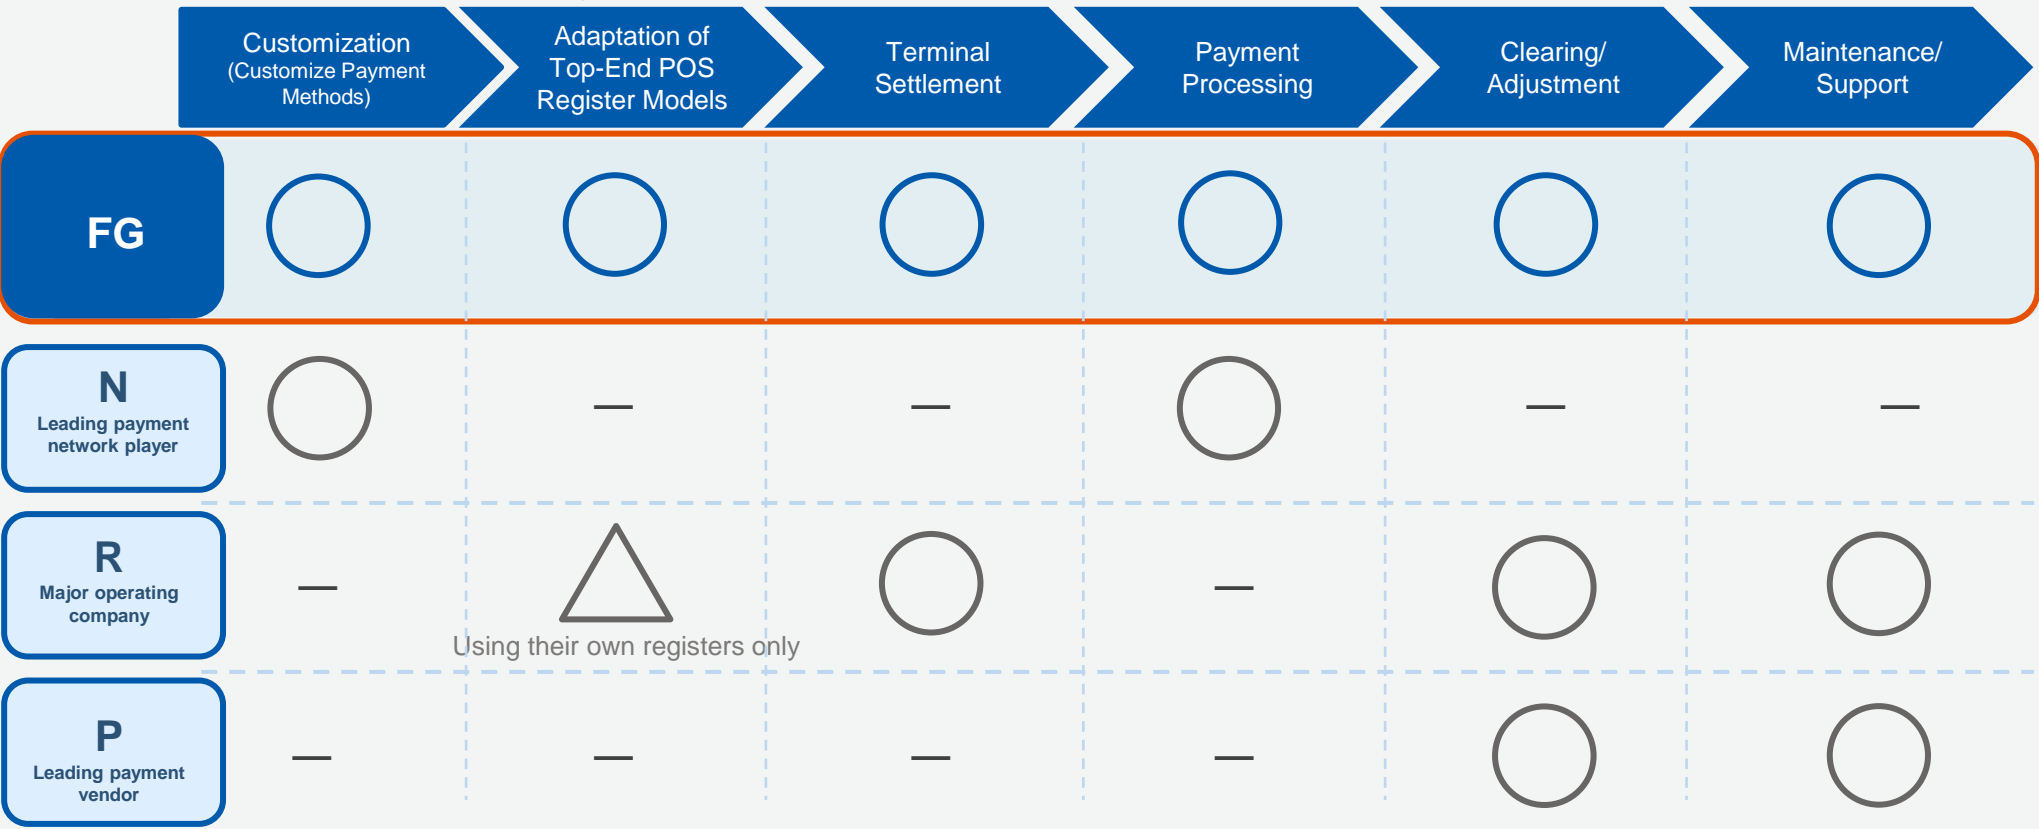 Customization
(Customize Payment
Methods)
Adaptation of
Top-End POS
Register Models
Terminal
Settlement
Payment
Processing
Clearing/
Adjustment
Maintenance/
Support
FG
N
Leading payment
network player
— — — —
R
Major operating
company
— —
Using their own registers only
P
Leading payment
vendor
— — — —